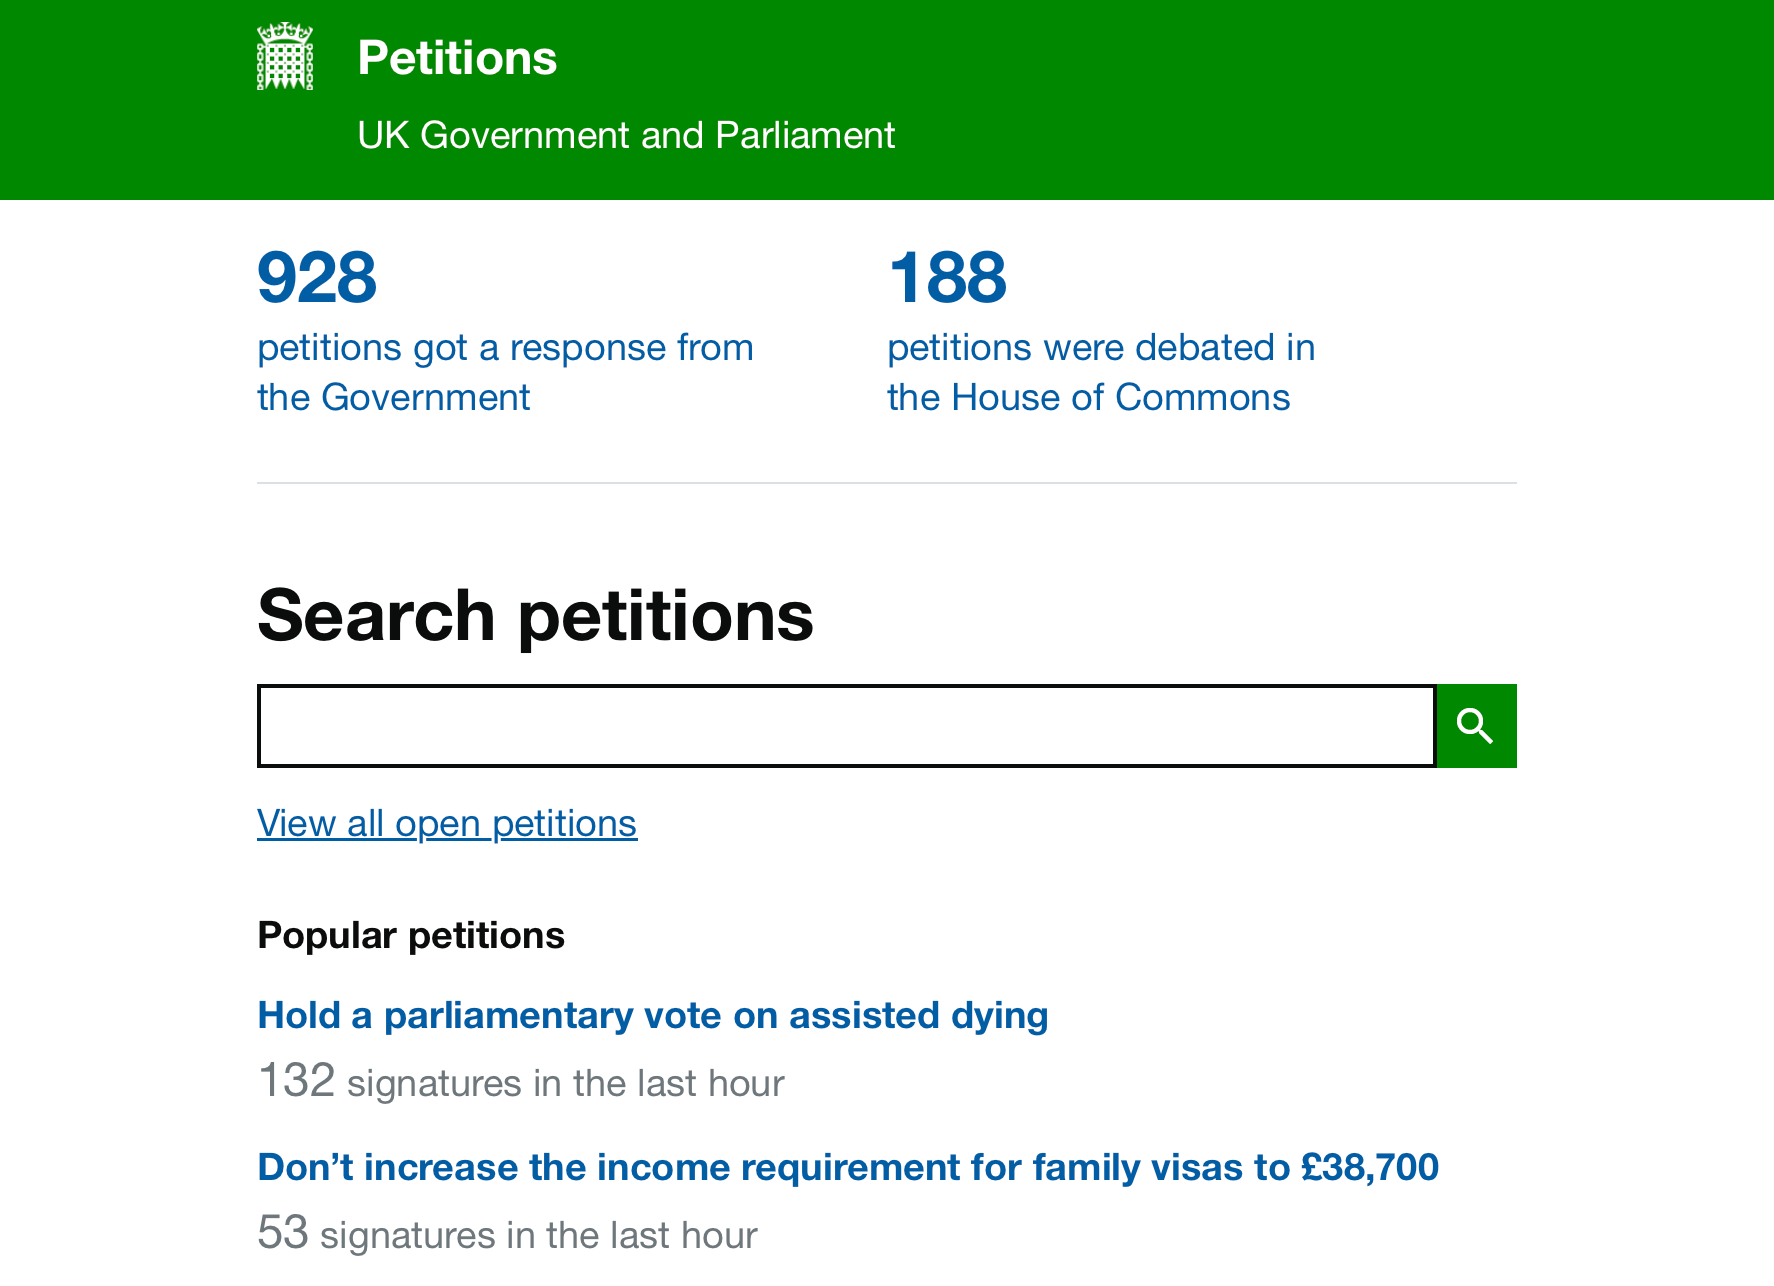 Petitions
UK Government and Parliament
928
petitions got a response from
the Government
188
petitions were debated in
the House of Commons
Search petitions
View all open petitions
Popular petitions
Hold a parliamentary vote on assisted dying
132 signatures in the last hour
Don’t increase the income requirement for family visas to £38,700
53 signatures in the last hour